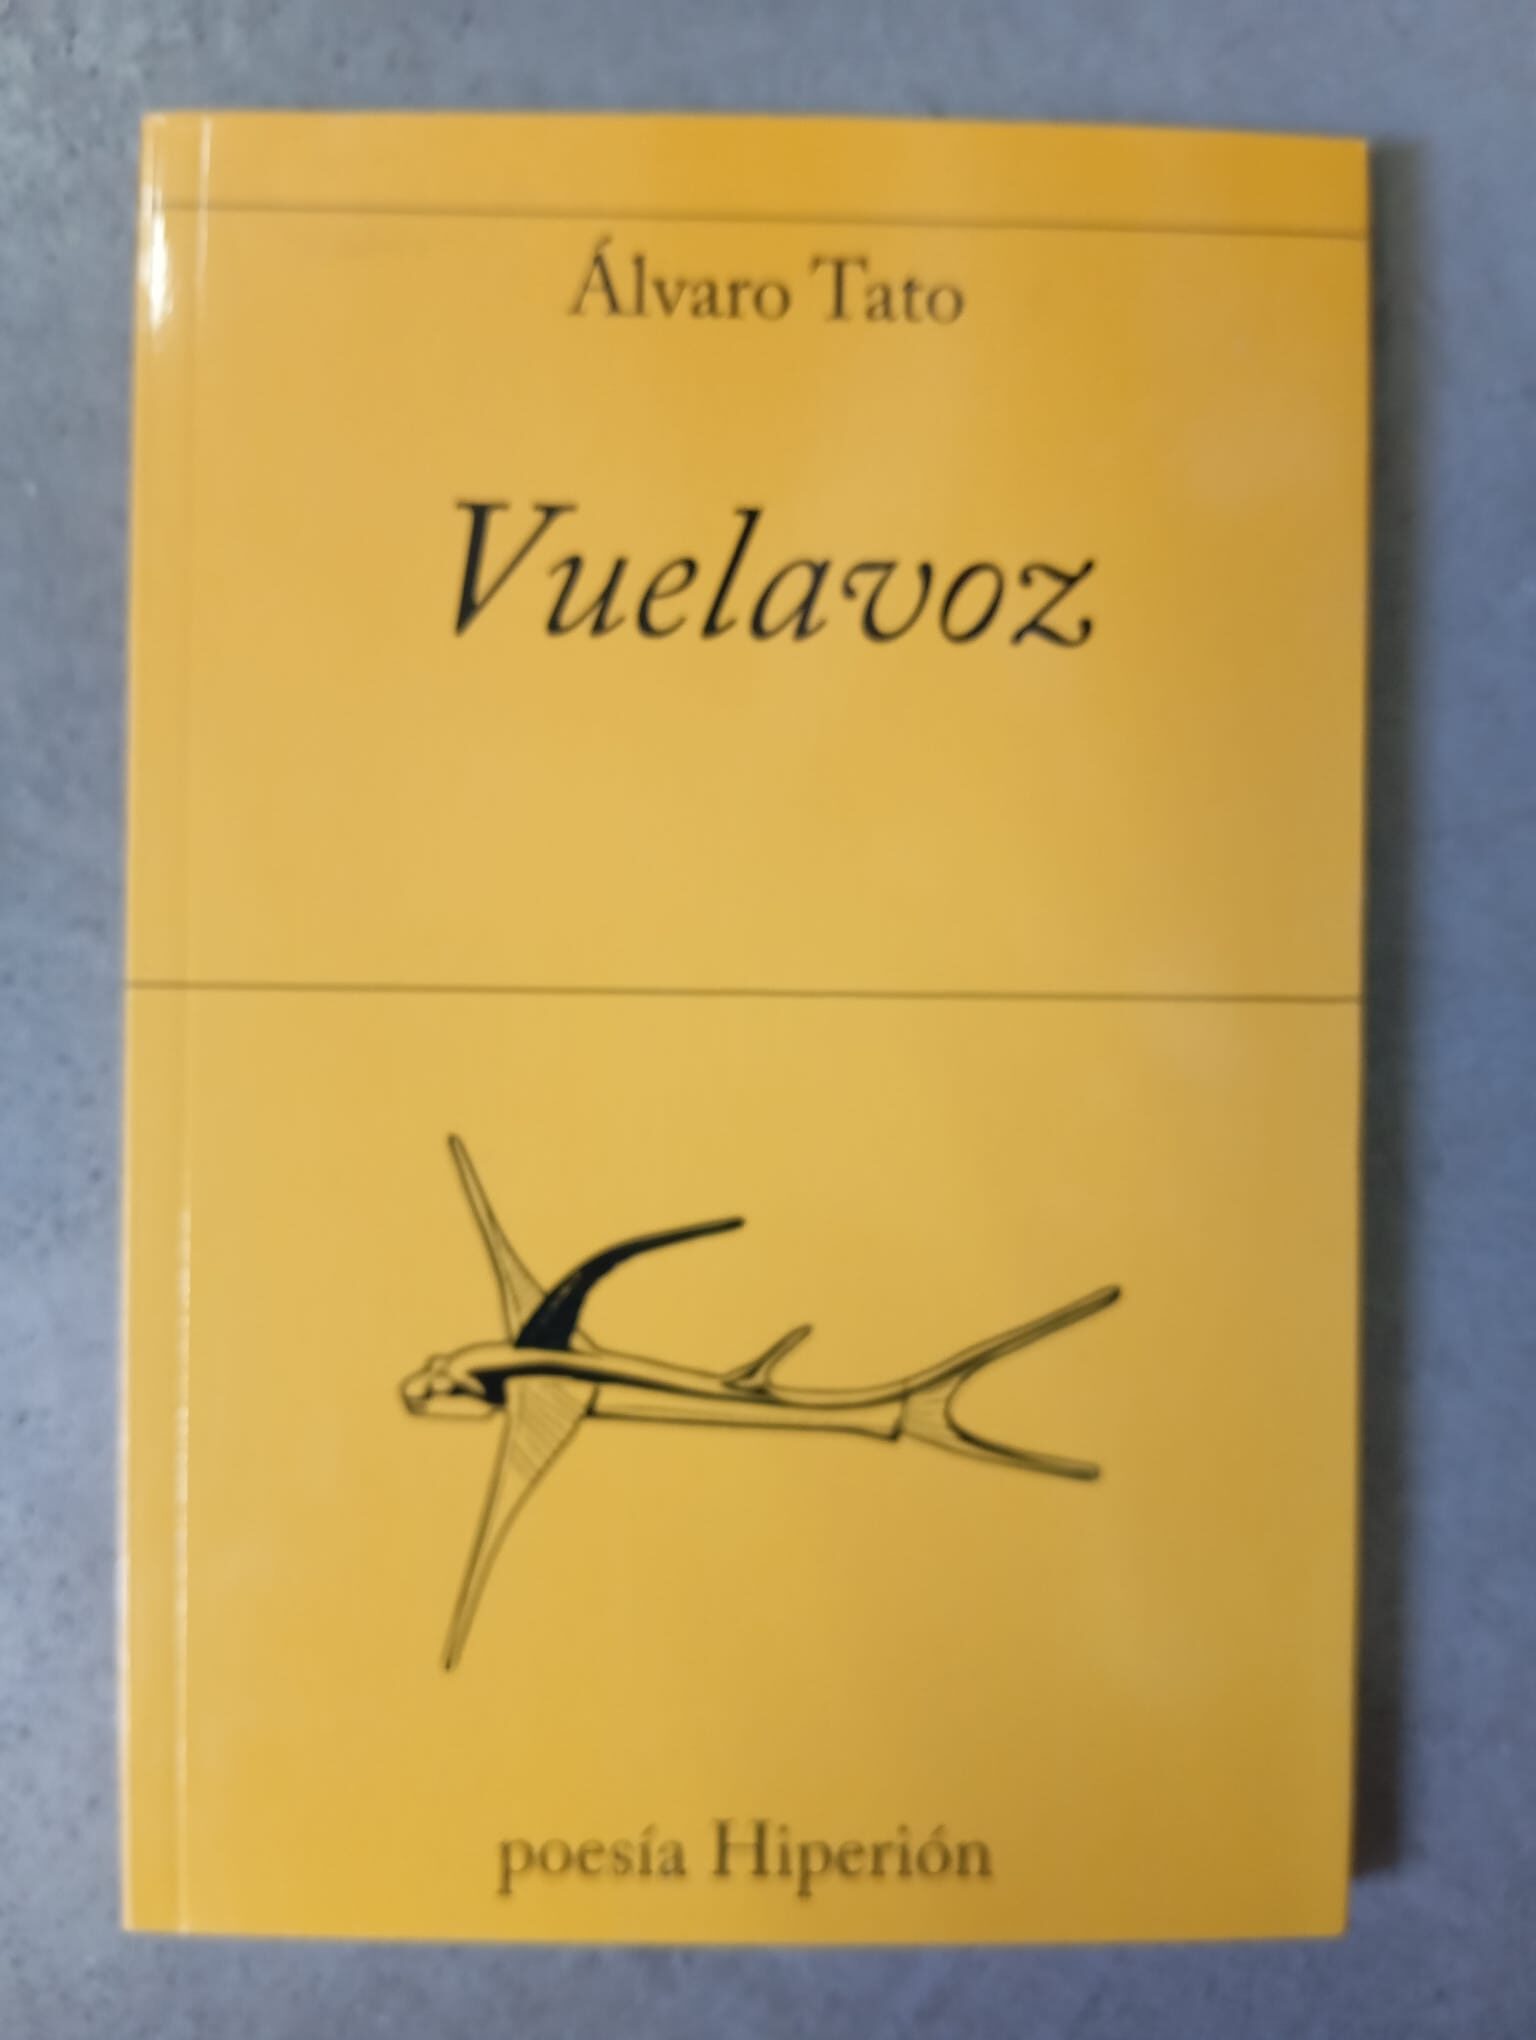 Álvaro Tato
Vuelavoz
poesía Hiperión